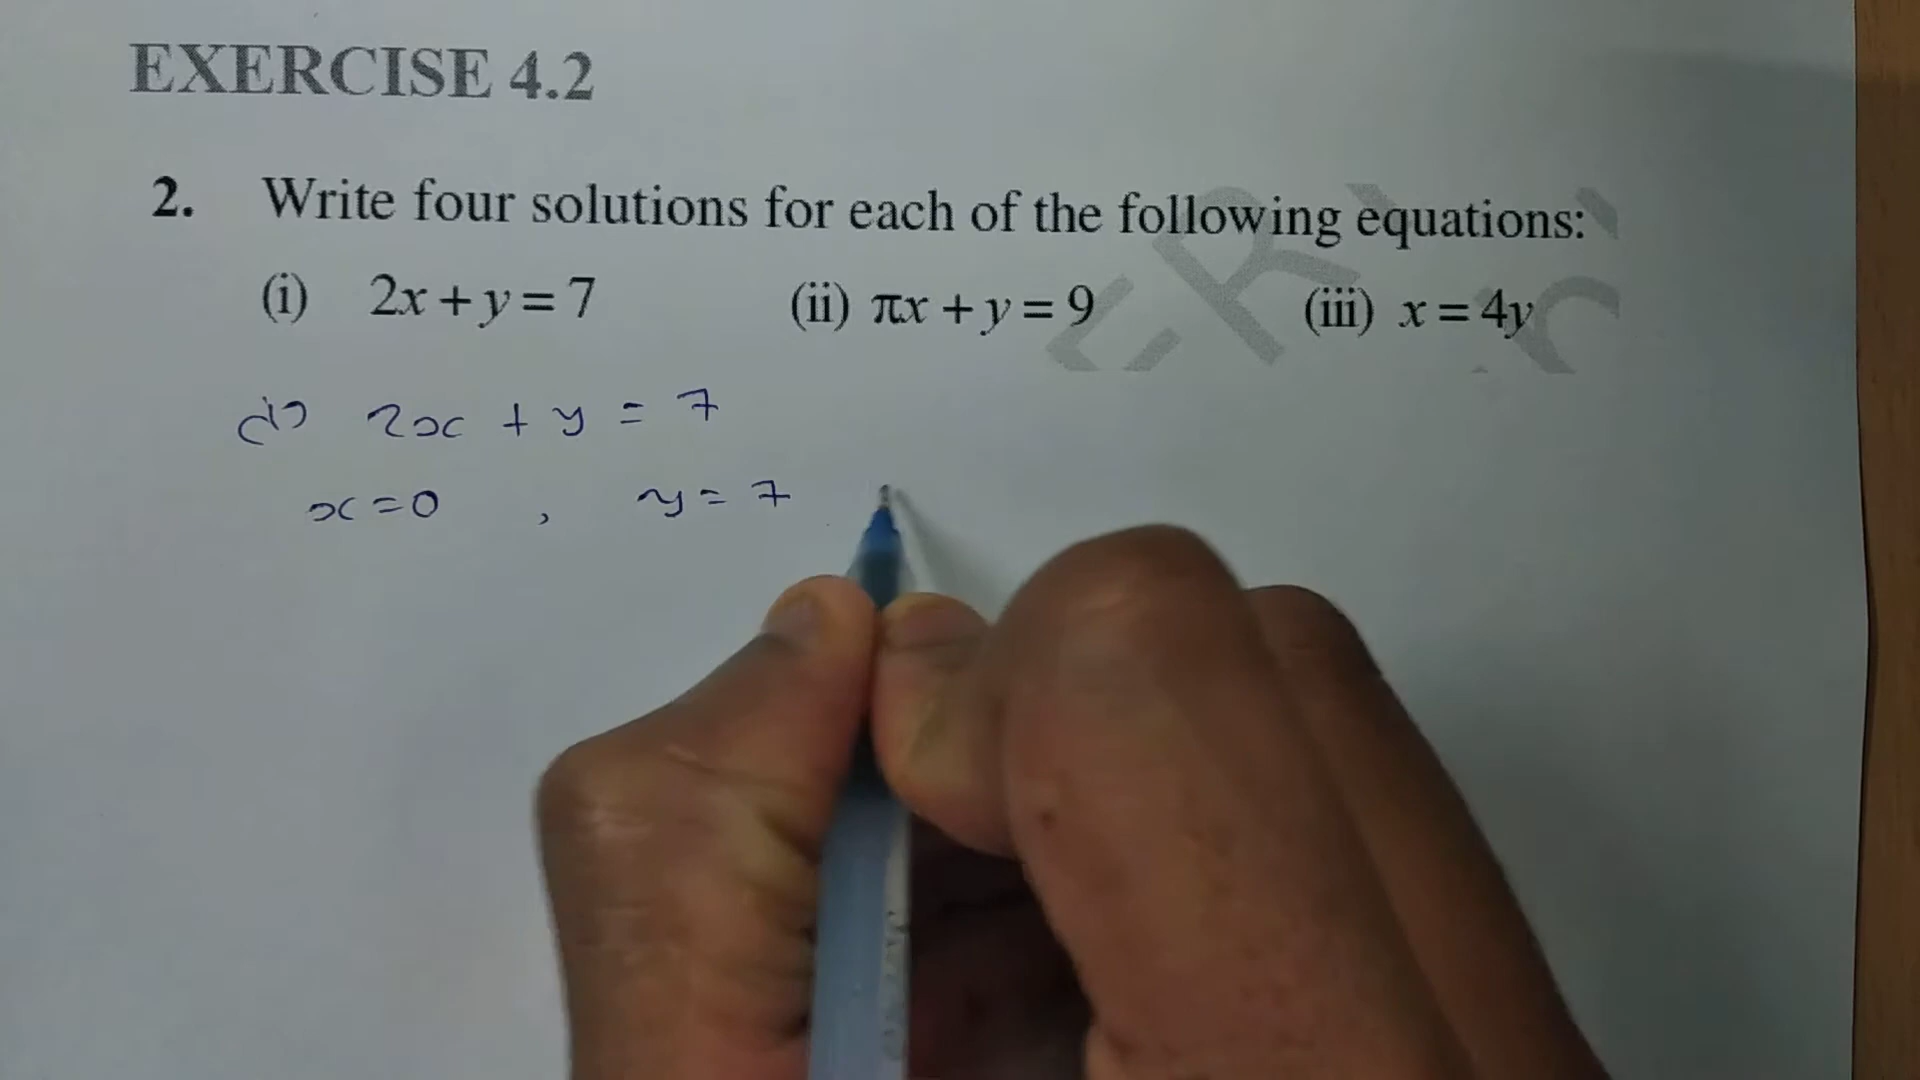 EXERCISE 4.2
2. Write four solutions for each of the following equations:
(i) 2x + y = 7 (ii) πx + y = 9 (iii) x = 4y
(i) 2x + y = 7
x = 0 , y = 7